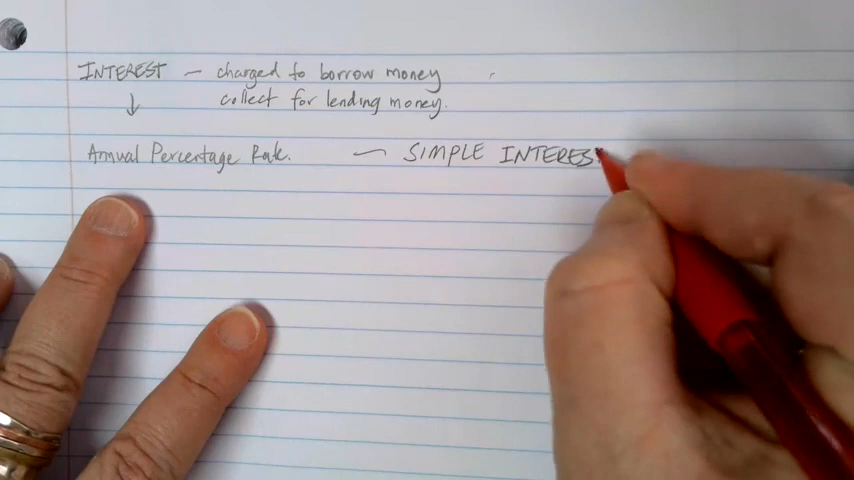 INTEREST — charged to borrow money
collect for lending money.
Annual Percentage Rate. — SIMPLE INTEREST